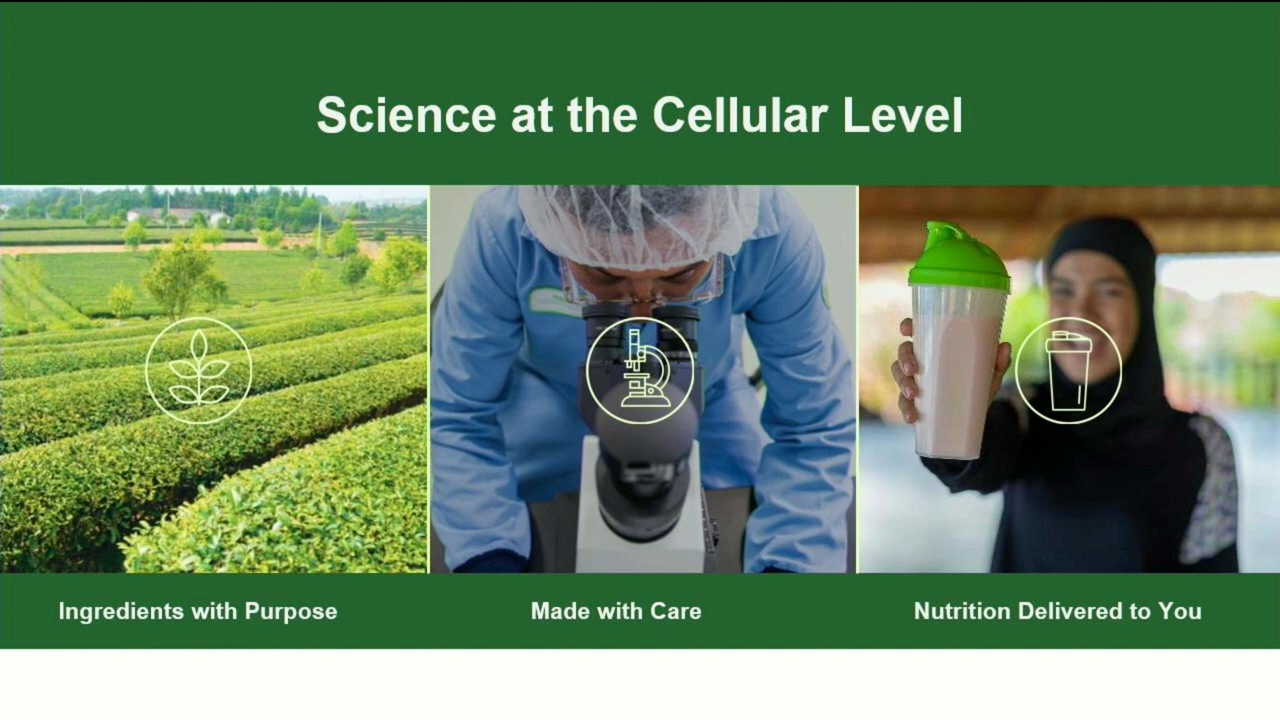 Science at the Cellular Level
Ingredients with Purpose
Made with Care
Nutrition Delivered to You